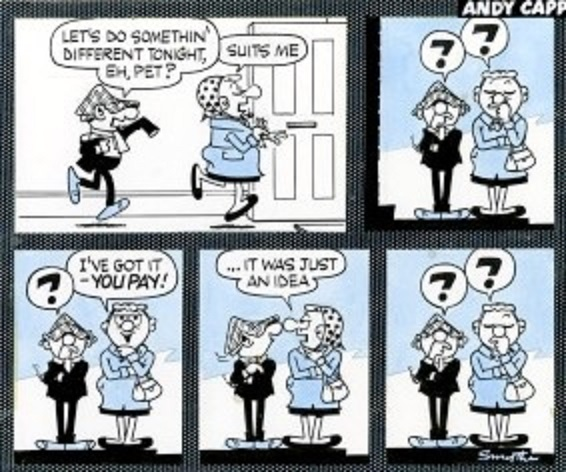 ANDY CAPP
LET'S DO SOMETHIN'
DIFFERENT TONIGHT,
EH, PET?
SUITS ME
?
?
?
I'VE GOT IT
-YOU PAY!
...IT WAS JUST
AN IDEA
?
?
Smythe